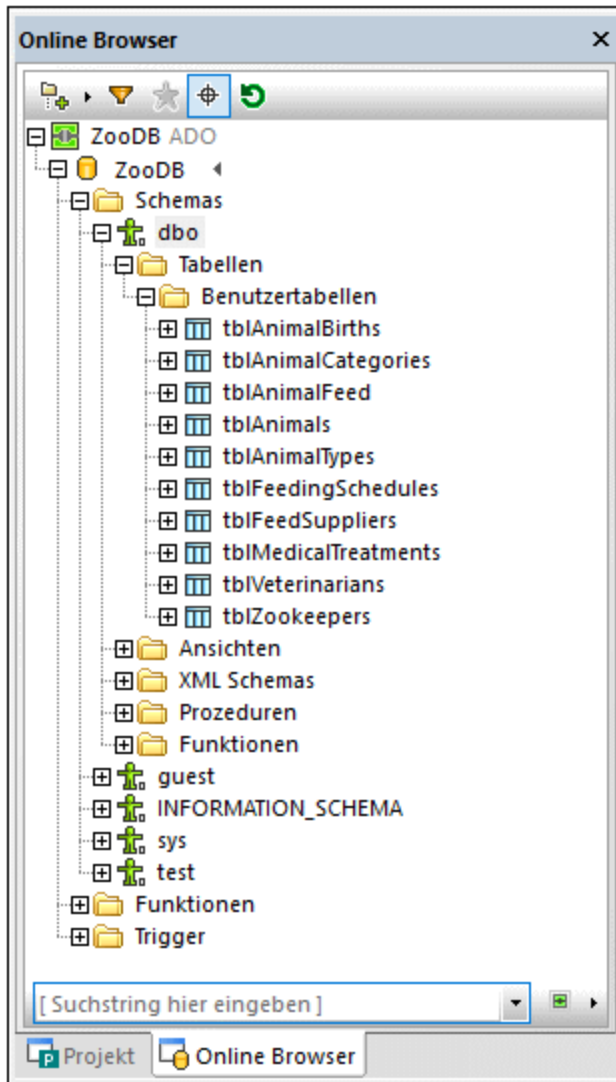 Online Browser
ZooDB ADO
ZooDB
Schemas
dbo
Tabellen
Benutzertabellen
tblAnimalBirths
tblAnimalCategories
tblAnimalFeed
tblAnimals
tblAnimalTypes
tblFeedingSchedules
tblFeedSuppliers
tblMedicalTreatments
tblVeterinarians
tblZookeepers
Ansichten
XML Schemas
Prozeduren
Funktionen
guest
INFORMATION_SCHEMA
sys
test
Funktionen
Trigger
[ Suchstring hier eingeben ]
Projekt Online Browser